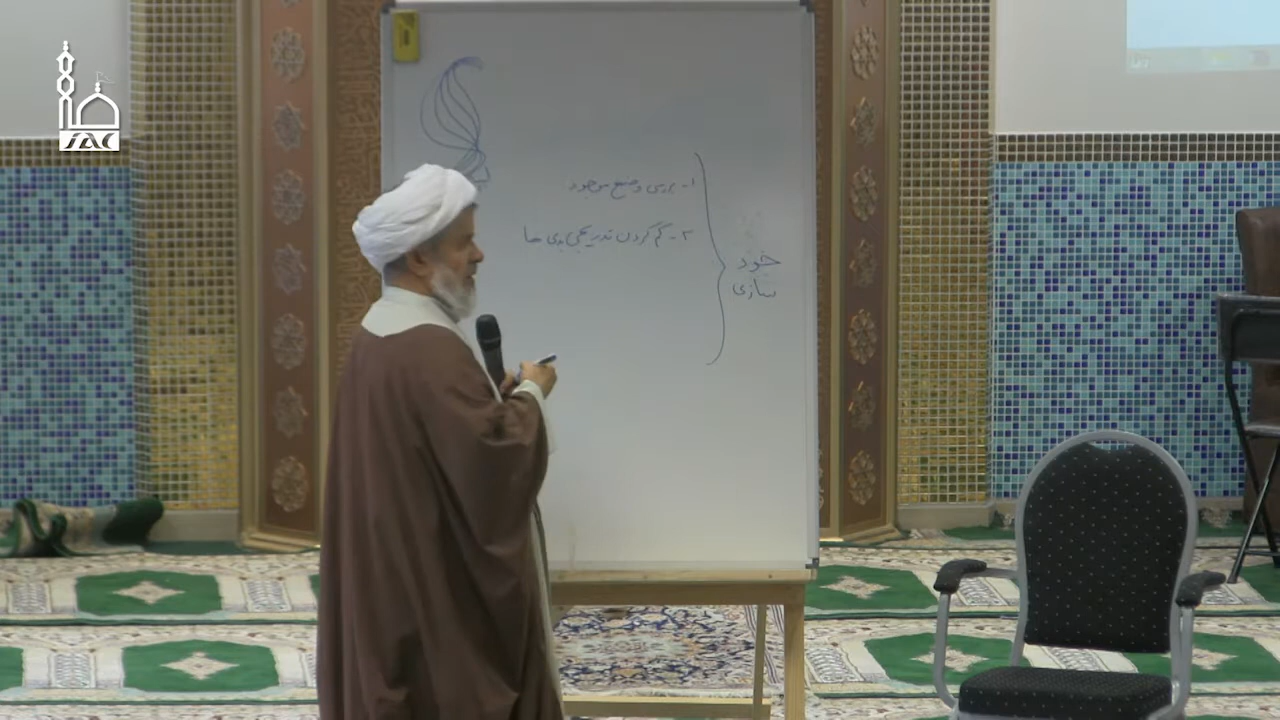 خود
سازی
۱- بررسی وضع موجود
۲- کم کردن تدریجی بدی ها
IAC